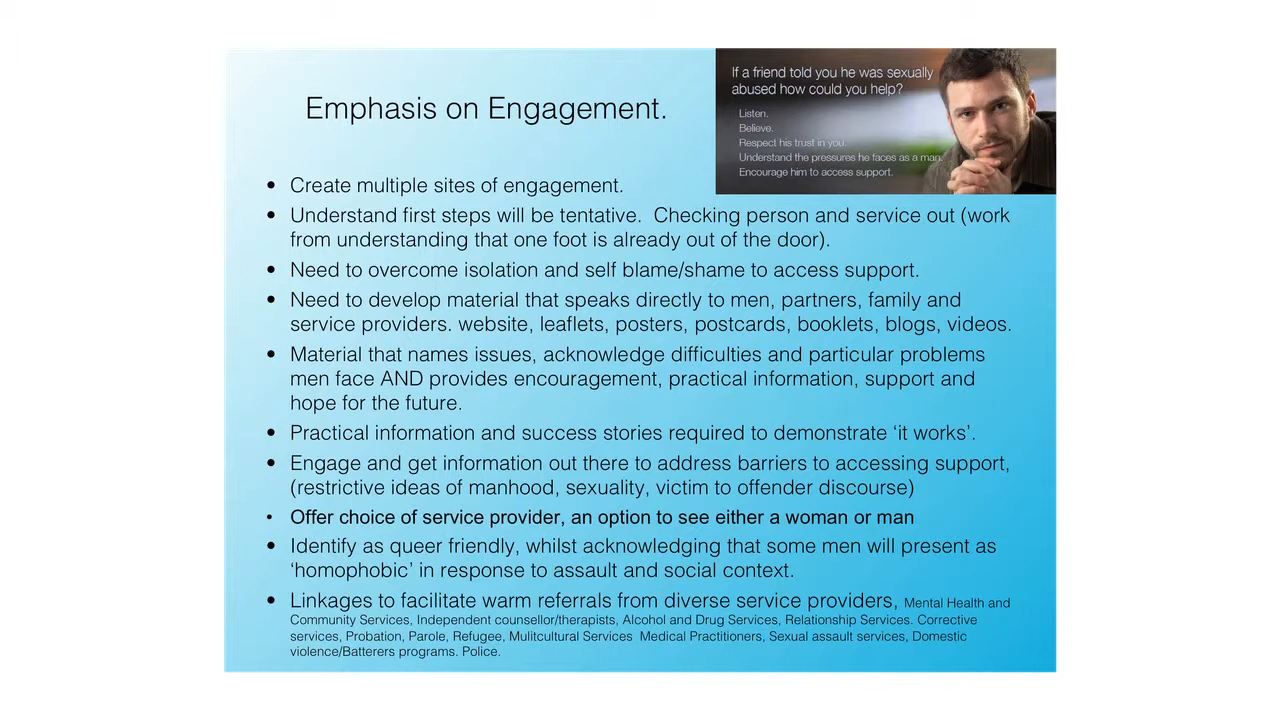 If a friend told you he was sexually
abused how could you help?
Listen.
Believe.
Respect his trust in you.
Understand the pressures he faces as a man.
Encourage him to access support.
Emphasis on Engagement.
• Create multiple sites of engagement.
• Understand first steps will be tentative. Checking person and service out (work
from understanding that one foot is already out of the door).
• Need to overcome isolation and self blame/shame to access support.
• Need to develop material that speaks directly to men, partners, family and
service providers. website, leaflets, posters, postcards, booklets, blogs, videos.
• Material that names issues, acknowledge difficulties and particular problems
men face AND provides encouragement, practical information, support and
hope for the future.
• Practical information and success stories required to demonstrate ‘it works’.
• Engage and get information out there to address barriers to accessing support,
(restrictive ideas of manhood, sexuality, victim to offender discourse)
• Offer choice of service provider, an option to see either a woman or man
• Identify as queer friendly, whilst acknowledging that some men will present as
‘homophobic’ in response to assault and social context.
• Linkages to facilitate warm referrals from diverse service providers, Mental Health and
Community Services, Independent counsellor/therapists, Alcohol and Drug Services, Relationship Services. Corrective
services, Probation, Parole, Refugee, Mulitcultural Services Medical Practitioners, Sexual assault services, Domestic
violence/Batterers programs. Police.